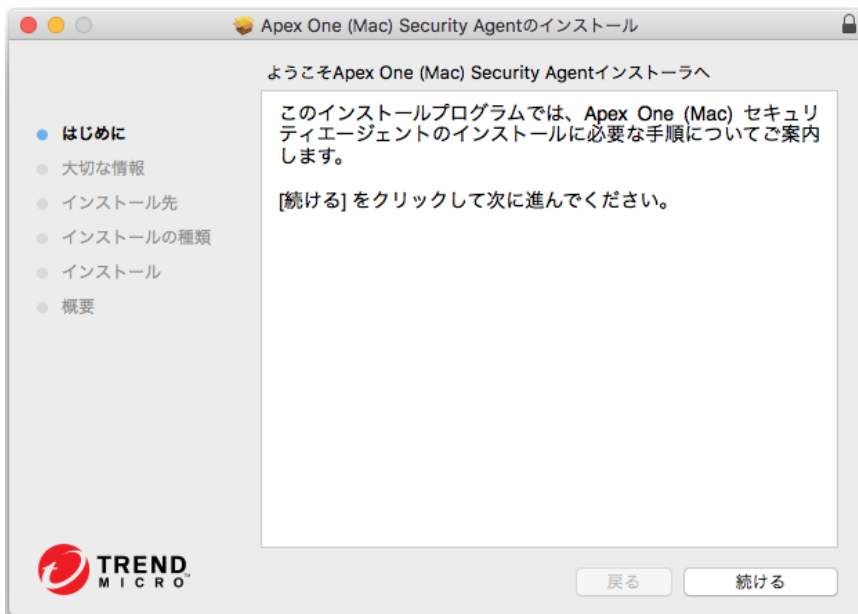 Apex One (Mac) Security Agentのインストール
ようこそApex One (Mac) Security Agentインストーラへ
はじめに
大切な情報
インストール先
インストールの種類
インストール
概要
このインストールプログラムでは、Apex One (Mac) セキュリ
ティエージェントのインストールに必要な手順についてご案内
します。
[続ける] をクリックして次に進んでください。
TREND
MICRO™
戻る
続ける